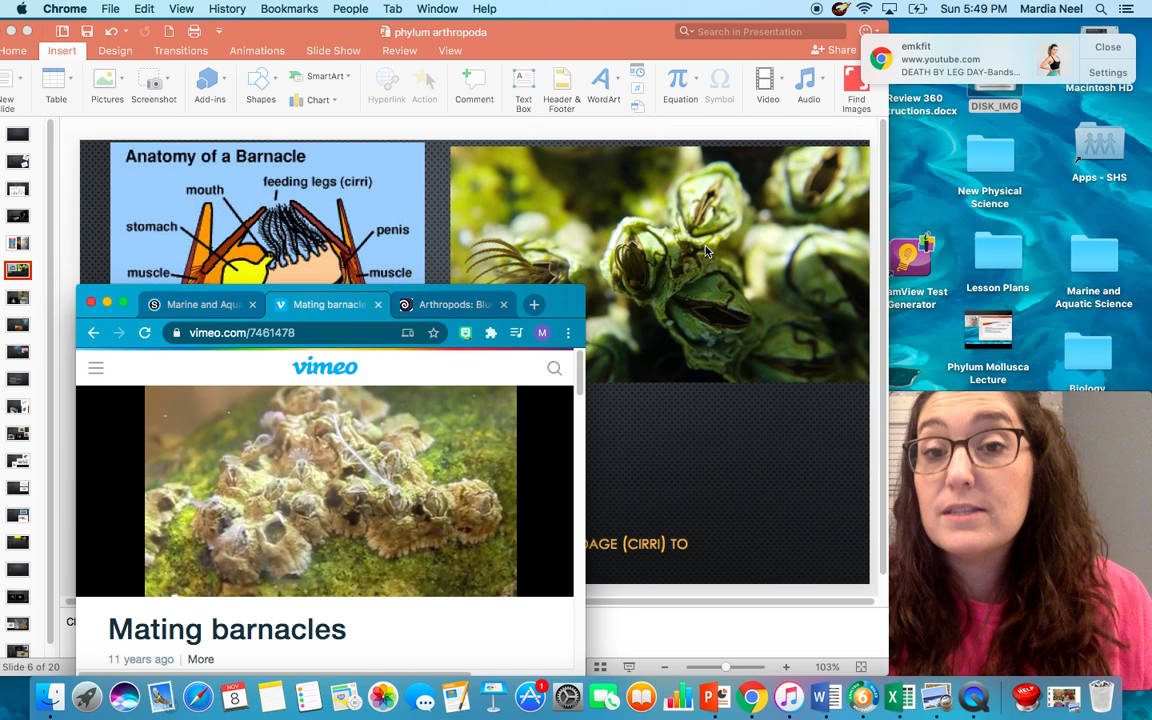 Chrome File Edit View History Bookmarks People Tab Window Help
Sun 5:49 PM Mardia Neel
phylum arthropoda
Search in Presentation
Home Insert Design Transitions Animations Slide Show Review View
Share
Table
Pictures
Screenshot
Add-ins
Shapes
SmartArt
Chart
Hyperlink
Action
Comment
Text
Box
Header &
Footer
WordArt
Equation
Symbol
Video
Audio
Find
Images
emkfit
www.youtube.com
DEATH BY LEG DAY-Bands...
Close
Settings
Review 360
ructions.docx
DISK_IMG
Macintosh HD
New Physical
Science
Apps - SHS
amView Test
Generator
Lesson Plans
Marine and
Aquatic Science
Phylum Mollusca
Lecture
Biology
Anatomy of a Barnacle
feeding legs (cirri)
mouth
stomach
penis
muscle
muscle
Marine and Aqua
Mating barnacle
Arthropods: Blu
vimeo.com/7461478
M
vimeo
Mating barnacles
11 years ago | More
DAGE (CIRRI) TO
Slide 6 of 20
103%
NOV
8
1
6